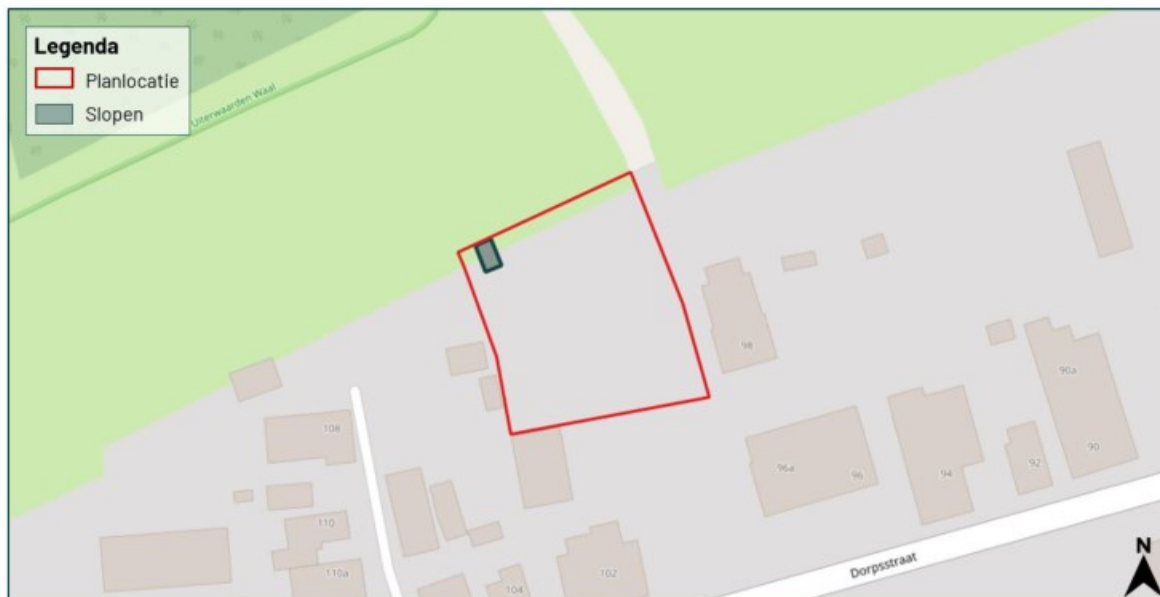 Legenda
Planlocatie
Slopen
Uiterwaarden Waal
98
108
90a
96a
96
94
92
90
110
110a
104
102
Dorpsstraat
N